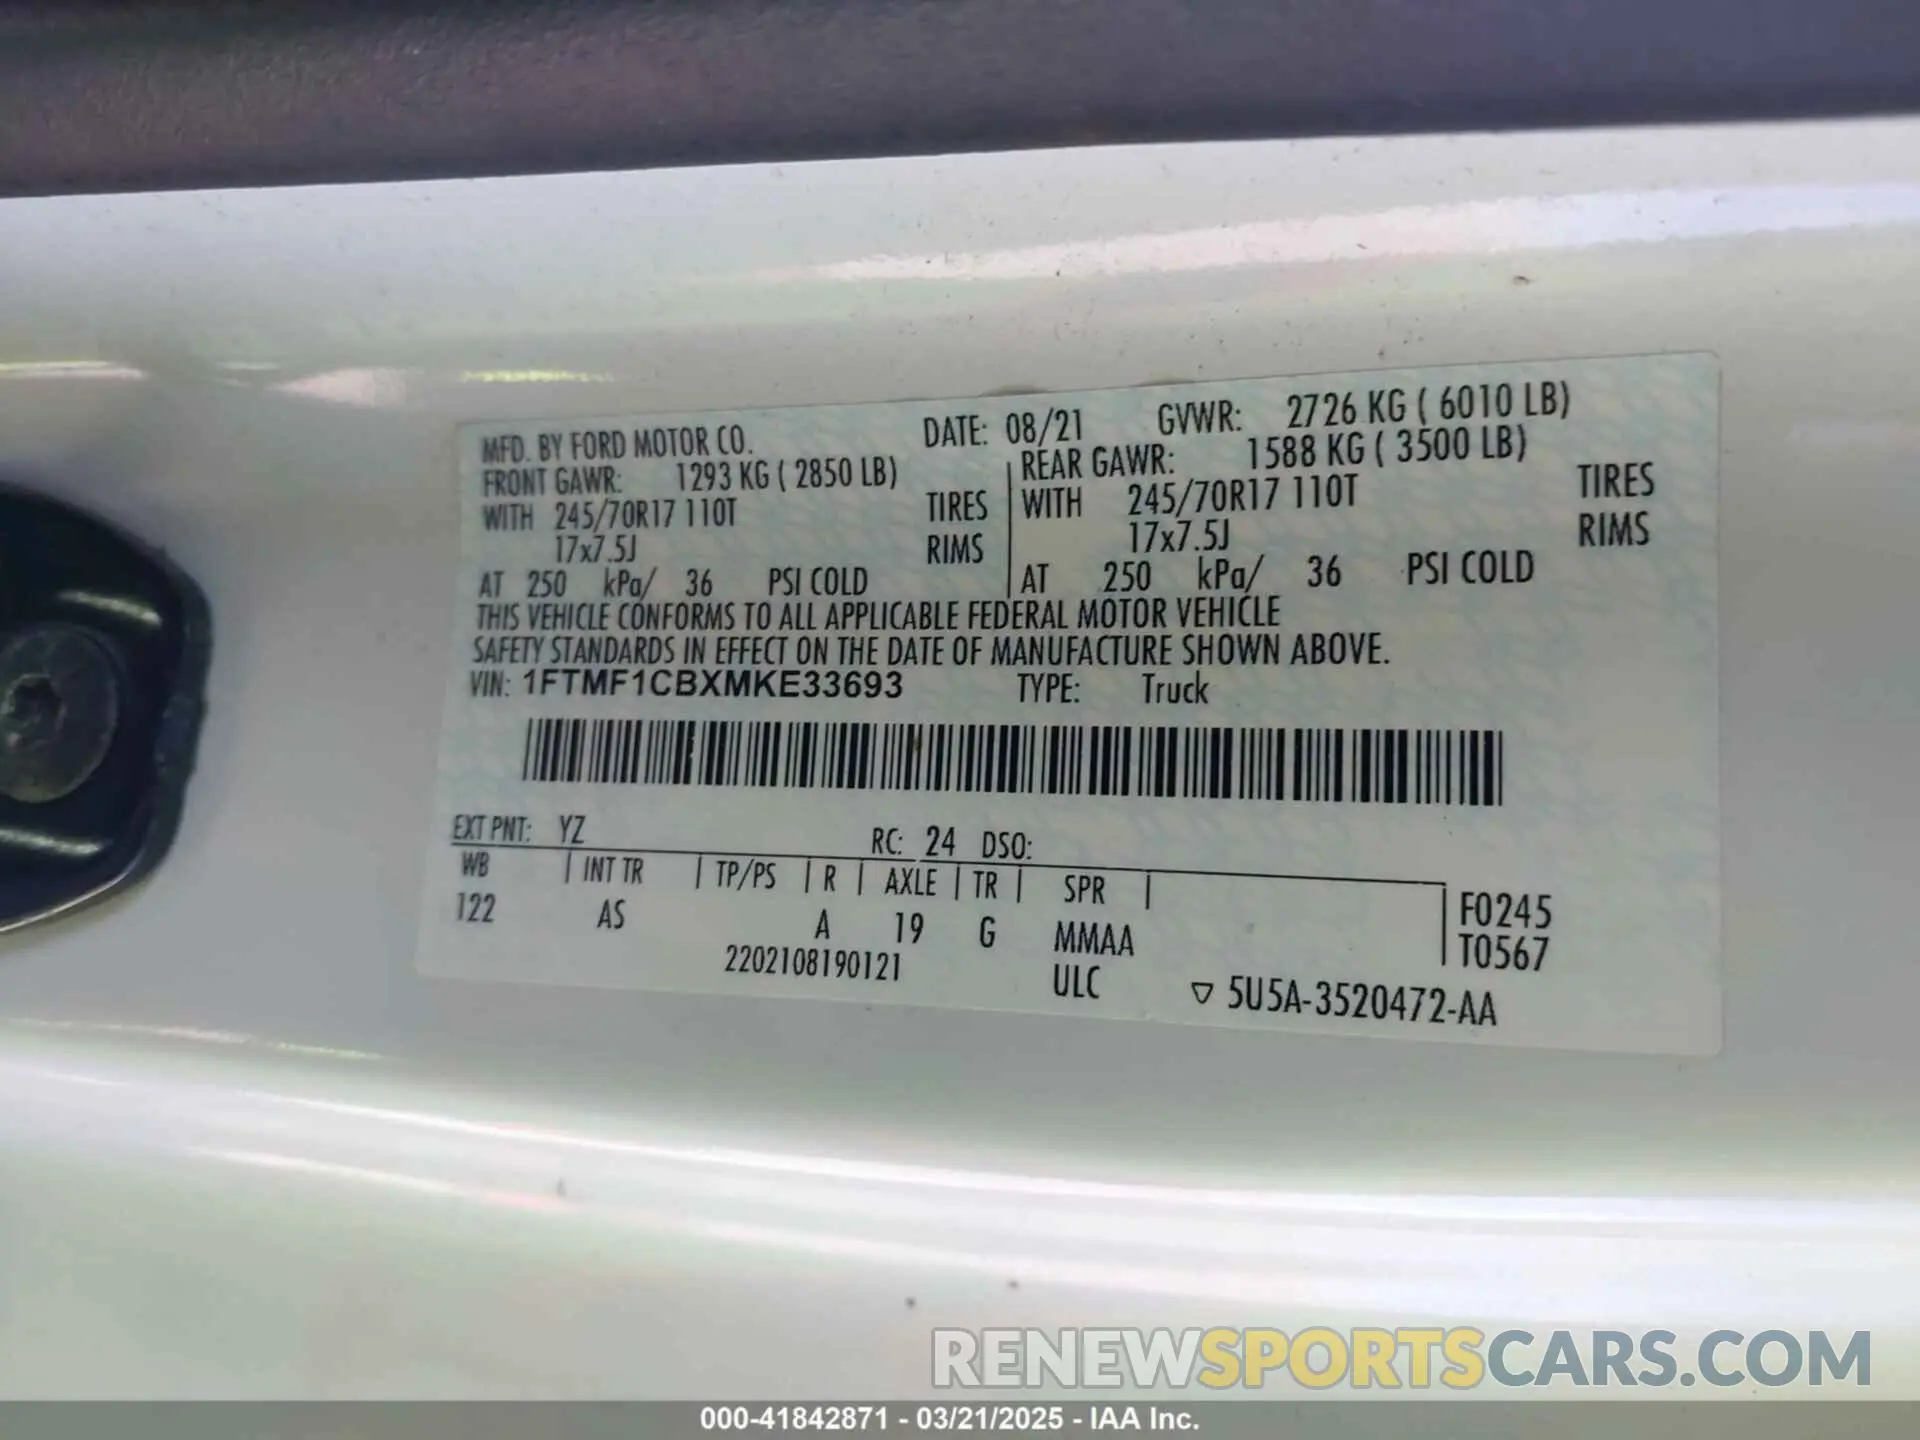 MFD. BY FORD MOTOR CO. DATE: 08/21 GVWR: 2726 KG ( 6010 LB)
FRONT GAWR: 1293 KG ( 2850 LB) REAR GAWR: 1588 KG ( 3500 LB)
WITH 245/70R17 110T TIRES WITH 245/70R17 110T TIRES
17x7.5J RIMS 17x7.5J RIMS
AT 250 kPa/ 36 PSI COLD AT 250 kPa/ 36 PSI COLD
THIS VEHICLE CONFORMS TO ALL APPLICABLE FEDERAL MOTOR VEHICLE
SAFETY STANDARDS IN EFFECT ON THE DATE OF MANUFACTURE SHOWN ABOVE.
VIN: 1FTMF1CBXMKE33693 TYPE: Truck
EXT PNT: YZ RC: 24 DSO:
WB INT TR TP/PS R AXLE TR SPR F0245
122 AS A 19 G MMAA T0567
2202108190121 ULC 5U5A-3520472-AA
RENEWSPORTSCARS.COM
000-41842871 - 03/21/2025 - IAA Inc.